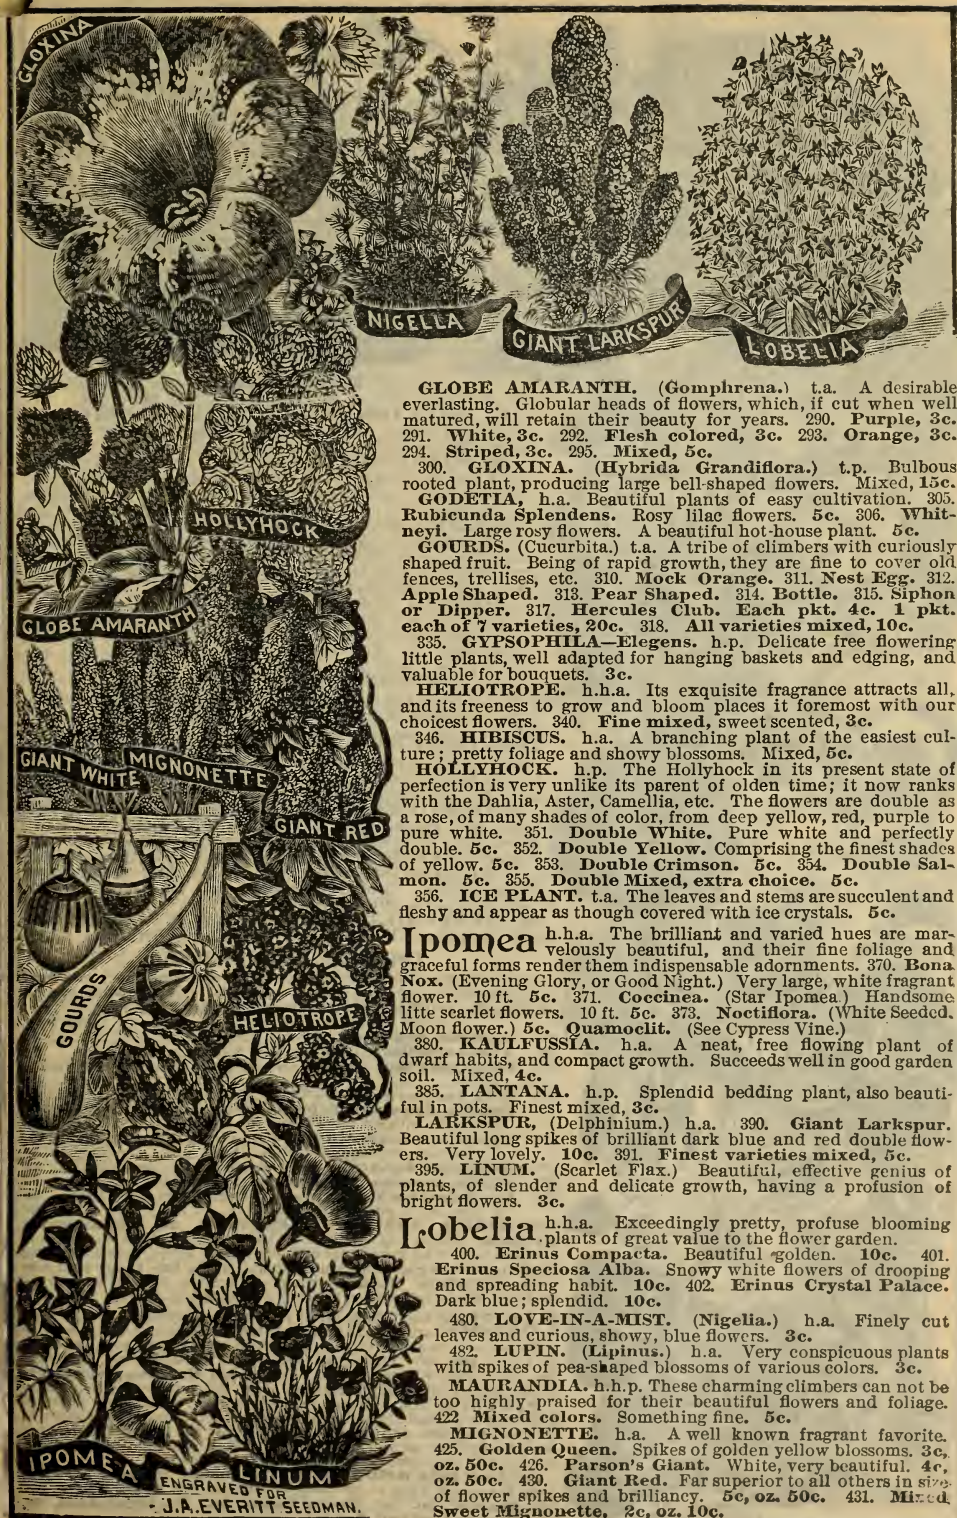 GLOXINA
NIGELLA
GIANT LARKSPUR
LOBELIA
HOLLYHOCK
GLOBE AMARANTH
GIANT WHITE
MIGNONETTE
GIANT RED
GOURDS
HELIOTROPE
IPOMEA
LINUM
ENGRAVED FOR
J.A.EVERITT SEEDMAN.
GLOBE AMARANTH. (Gomphrena.) t.a. A desirable
everlasting. Globular heads of flowers, which, if cut when well
matured, will retain their beauty for years. 290. Purple, 3c.
291. White, 3c. 292. Flesh colored, 3c. 293. Orange, 3c.
294. Striped, 3c. 295. Mixed, 5c.
300. GLOXINA. (Hybrida Grandiflora.) t.p. Bulbous
rooted plant, producing large bell-shaped flowers. Mixed, 15c.
GODETIA, h.a. Beautiful plants of easy cultivation. 305.
Rubicunda Splendens. Rosy lilac flowers. 5c. 306. Whit-
neyi. Large rosy flowers. A beautiful hot-house plant. 5c.
GOURDS. (Cucurbita.) t.a. A tribe of climbers with curiously
shaped fruit. Being of rapid growth, they are fine to cover old
fences, trellises, etc. 310. Mock Orange. 311. Nest Egg. 312.
Apple Shaped. 313. Pear Shaped. 314. Bottle. 315. Siphon
or Dipper. 317. Hercules Club. Each pkt. 4c. 1 pkt.
each of 7 varieties, 20c. 318. All varieties mixed, 10c.
335. GYPSOPHILA—Elegens. h.p. Delicate free flowering
little plants, well adapted for hanging baskets and edging, and
valuable for bouquets. 3c.
HELIOTROPE. h.h.a. Its exquisite fragrance attracts all,
and its freeness to grow and bloom places it foremost with our
choicest flowers. 340. Fine mixed, sweet scented, 3c.
346. HIBISCUS. h.a. A branching plant of the easiest cul-
ture; pretty foliage and showy blossoms. Mixed, 5c.
HOLLYHOCK. h.p. The Hollyhock in its present state of
perfection is very unlike its parent of olden time; it now ranks
with the Dahlia, Aster, Camellia, etc. The flowers are double as
a rose, of many shades of color, from deep yellow, red, purple to
pure white. 351. Double White. Pure white and perfectly
double. 5c. 352. Double Yellow. Comprising the finest shades
of yellow. 5c. 353. Double Crimson. 5c. 354. Double Sal-
mon. 5c. 355. Double Mixed, extra choice. 5c.
356. ICE PLANT. t.a. The leaves and stems are succulent and
fleshy and appear as though covered with ice crystals. 5c.
Ipomea h.h.a. The brilliant and varied hues are mar-
velously beautiful, and their fine foliage and
graceful forms render them indispensable adornments. 370. Bona
Nox. (Evening Glory, or Good Night.) Very large, white fragrant
flower. 10 ft. 5c. 371. Coccinea. (Star Ipomea.) Handsome
litte scarlet flowers. 10 ft. 5c. 373. Noctiflora. (White Seeded.
Moon flower.) 5c. Quamoclit. (See Cypress Vine.)
380. KAULFUSSIA. h.a. A neat, free flowing plant of
dwarf habits, and compact growth. Succeeds well in good garden
soil. Mixed, 4c.
385. LANTANA. h.p. Splendid bedding plant, also beauti-
ful in pots. Finest mixed, 3c.
LARKSPUR, (Delphinium.) h.a. 390. Giant Larkspur.
Beautiful long spikes of brilliant dark blue and red double flow-
ers. Very lovely. 10c. 391. Finest varieties mixed, 5c.
395. LINUM. (Scarlet Flax.) Beautiful, effective genius of
plants, of slender and delicate growth, having a profusion of
bright flowers. 3c.
Lobelia h.h.a. Exceedingly pretty, profuse blooming
plants of great value to the flower garden.
400. Erinus Compacta. Beautiful golden. 10c. 401.
Erinus Speciosa Alba. Snowy white flowers of drooping
and spreading habit. 10c. 402. Erinus Crystal Palace.
Dark blue; splendid. 10c.
480. LOVE-IN-A-MIST. (Nigelia.) h.a. Finely cut
leaves and curious, showy, blue flowers. 3c.
482. LUPIN. (Lipinus.) h.a. Very conspicuous plants
with spikes of pea-shaped blossoms of various colors. 3c.
MAURANDIA. h.h.p. These charming climbers can not be
too highly praised for their beautiful flowers and foliage.
422 Mixed colors. Something fine. 5c.
MIGNONETTE. h.a. A well known fragrant favorite.
425. Golden Queen. Spikes of golden yellow blossoms. 3c,
oz. 50c. 426. Parson's Giant. White, very beautiful. 4c,
oz. 50c. 430. Giant Red. Far superior to all others in size
of flower spikes and brilliancy. 5c, oz. 50c. 431. Mixed,
Sweet Mignonette, 2c, oz. 10c.